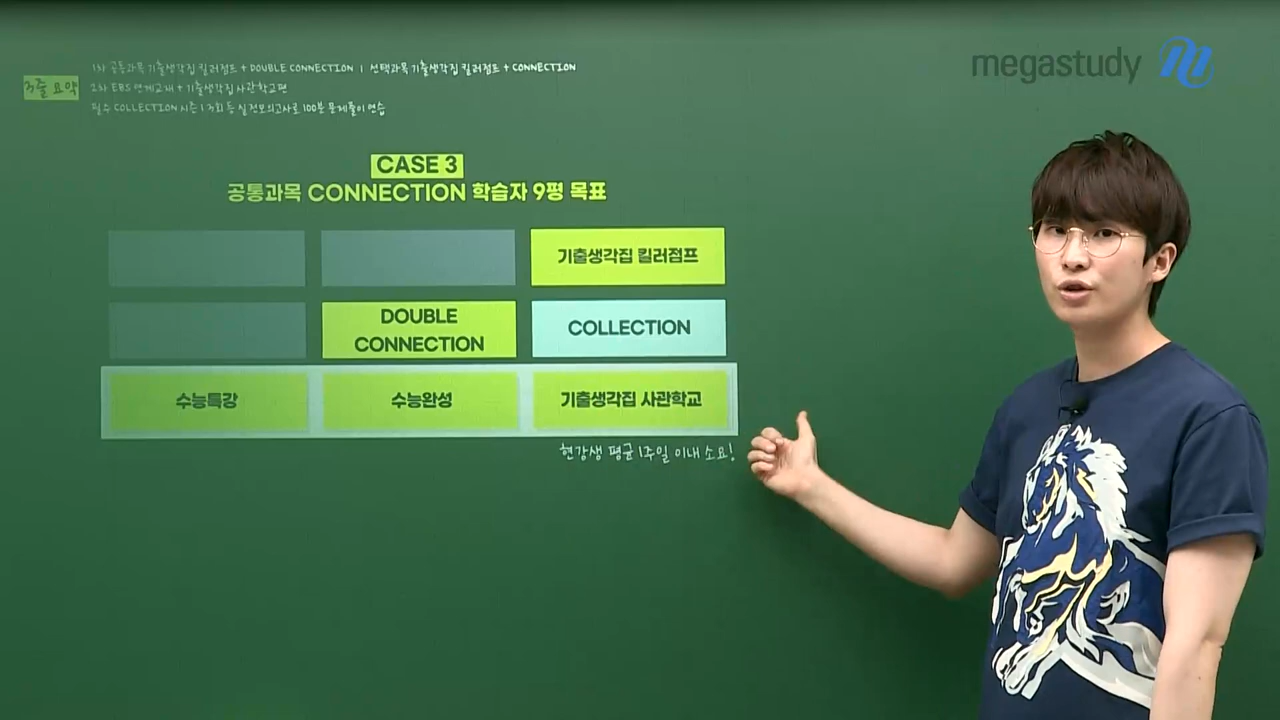 megastudy
3줄 요약
1차 공통과목 기출생각집 킬러점프 + DOUBLE CONNECTION | 선택과목 기출생각집 킬러점프 + CONNECTION
2차 EBS 연계교재 + 기출생각집 사관학교편
필수 COLLECTION 시즌 1 3회 등 실전모의고사로 100분 문제풀이 연습
CASE 3
공통과목 CONNECTION 학습자 9평 목표
기출생각집 킬러점프
DOUBLE
CONNECTION
COLLECTION
수능특강
수능완성
기출생각집 사관학교
현강생 평균 1주일 이내 소요!